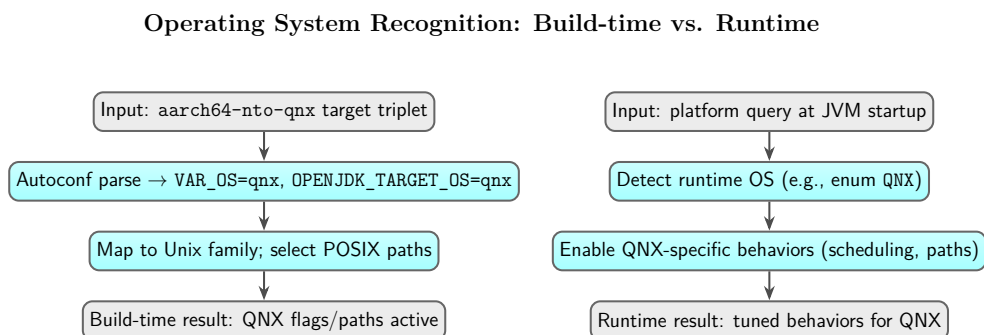 Operating System Recognition: Build-time vs. Runtime
Input: aarch64-nto-qnx target triplet
Autoconf parse → VAR_OS=qnx, OPENJDK_TARGET_OS=qnx
Map to Unix family; select POSIX paths
Build-time result: QNX flags/paths active
Input: platform query at JVM startup
Detect runtime OS (e.g., enum QNX)
Enable QNX-specific behaviors (scheduling, paths)
Runtime result: tuned behaviors for QNX